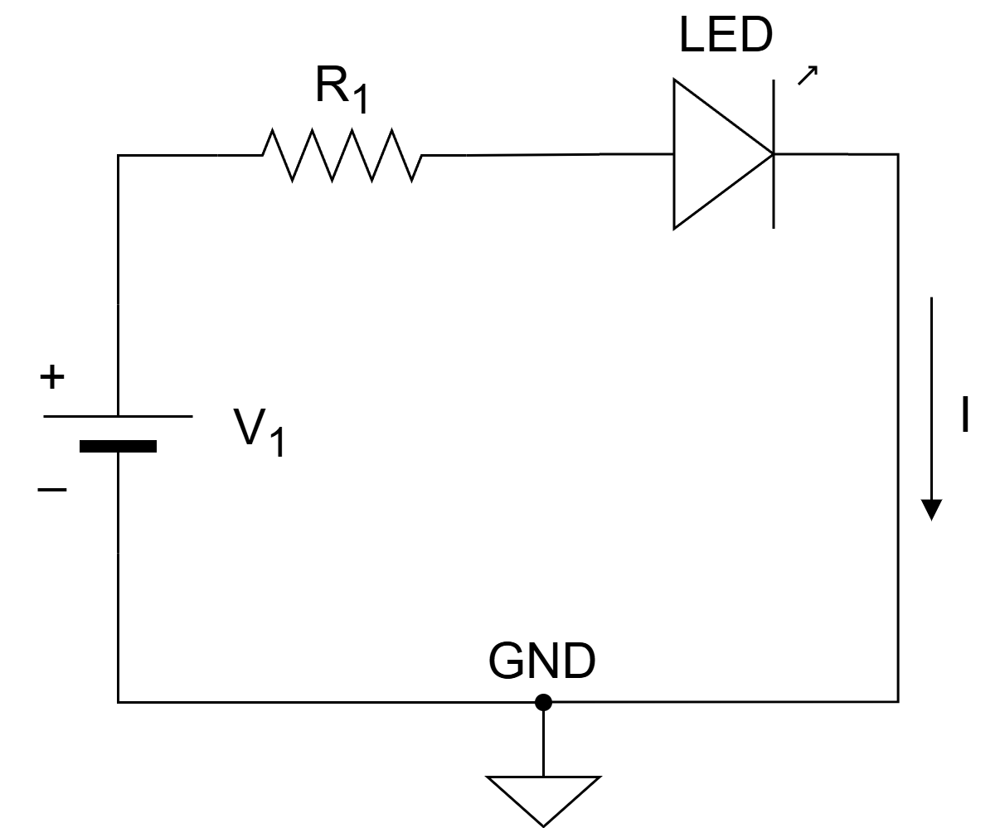 LED
R₁
+
V₁
I
–
GND